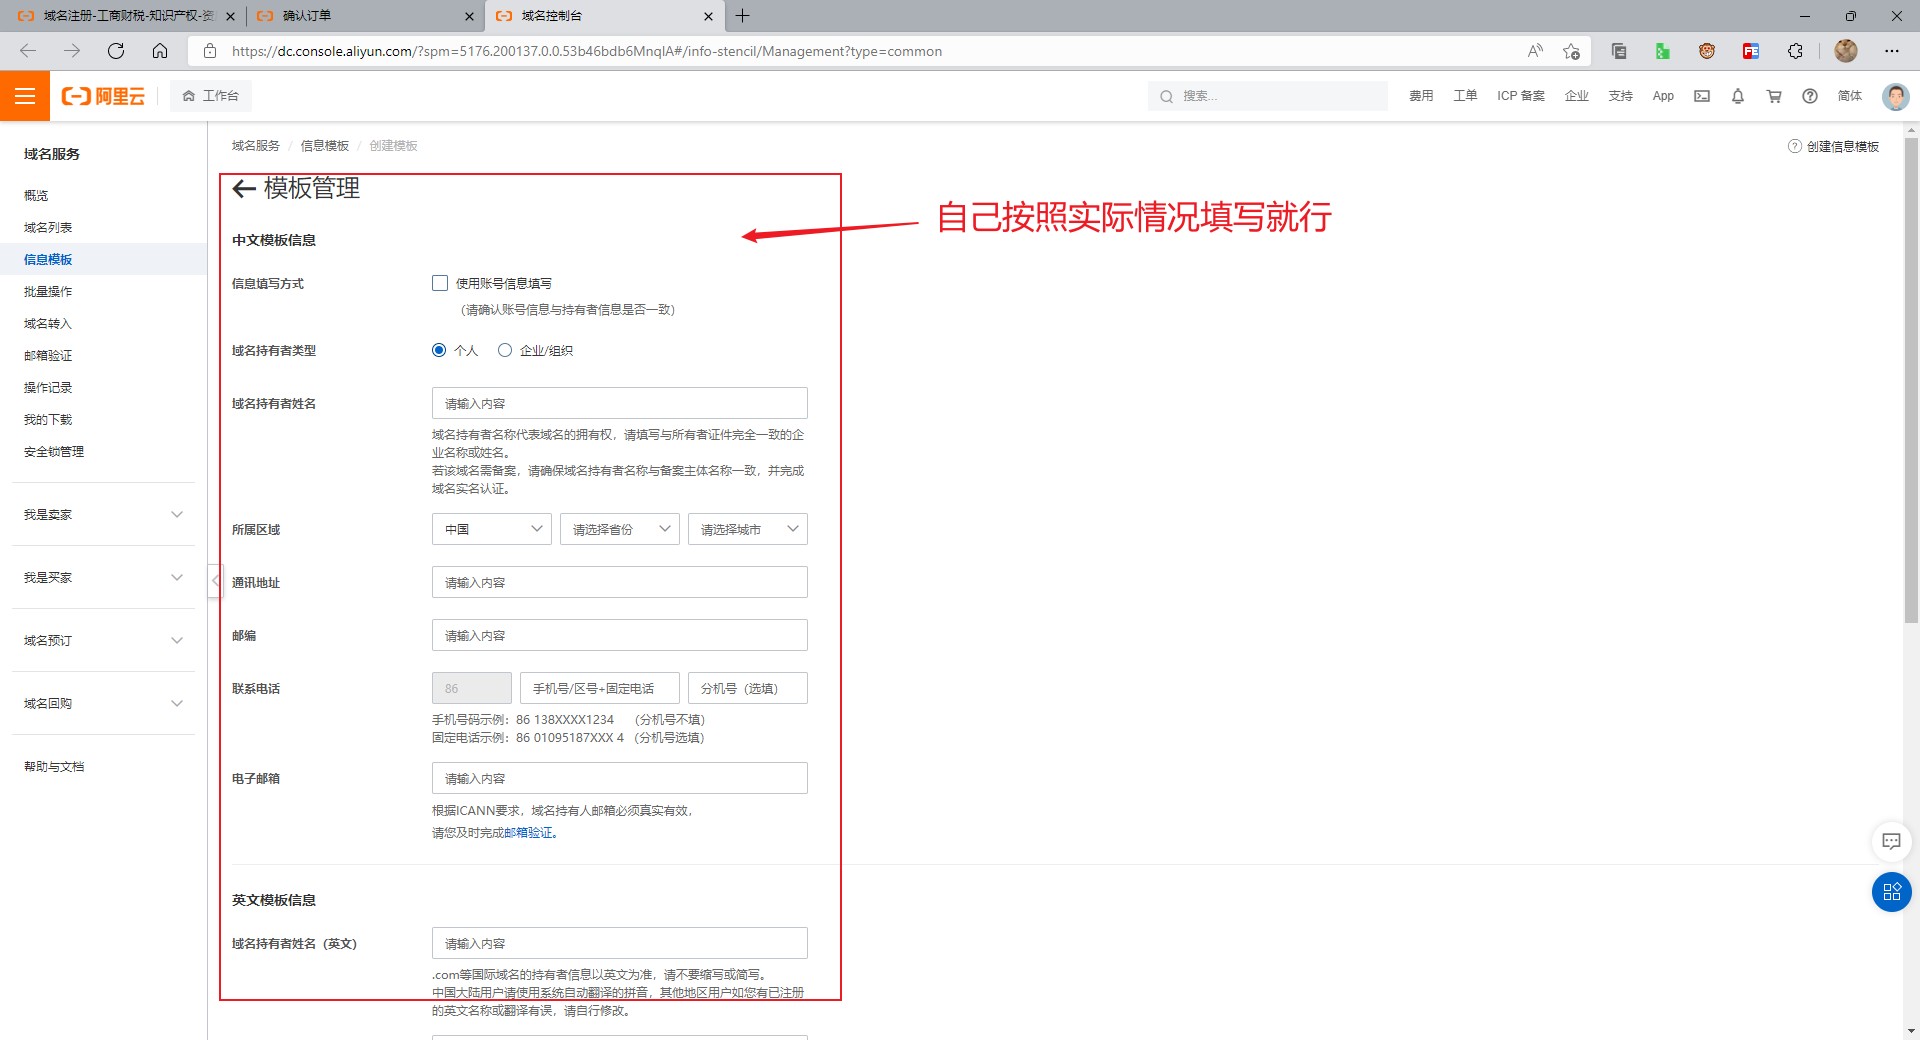 域名注册-工商财税-知识产权-资
确认订单
域名控制台
https://dc.console.aliyun.com/?spm=5176.200137.0.0.53b46bdb6MnqlA#/info-stencil/Management?type=common
阿里云
工作台
搜索...
费用
工单
ICP 备案
企业
支持
App
简体
域名服务
概览
域名列表
信息模板
批量操作
域名转入
邮箱验证
操作记录
我的下载
安全锁管理
我是卖家
我是买家
域名预订
域名回购
帮助与文档
域名服务 / 信息模板 / 创建模板
创建信息模板
模板管理
自己按照实际情况填写就行
中文模板信息
信息填写方式
使用账号信息填写
（请确认账号信息与持有者信息是否一致）
域名持有者类型
个人
企业/组织
域名持有者姓名
请输入内容
域名持有者名称代表域名的拥有权，请填写与所有者证件完全一致的企
业名称或姓名。
若该域名需备案，请确保域名持有者名称与备案主体名称一致，并完成
域名实名认证。
所属区域
中国
请选择省份
请选择城市
通讯地址
请输入内容
邮编
请输入内容
联系电话
86
手机号/区号+固定电话
分机号（选填）
手机号码示例：86 138XXXX1234 （分机号不填）
固定电话示例：86 01095187XXX 4 （分机号选填）
电子邮箱
请输入内容
根据ICANN要求，域名持有人邮箱必须真实有效，
请您及时完成邮箱验证。
英文模板信息
域名持有者姓名（英文）
请输入内容
.com等国际域名的持有者信息以英文为准，请不要缩写或简写。
中国大陆用户请使用系统自动翻译的拼音，其他地区用户如您有已注册
的英文名称或翻译有误，请自行修改。